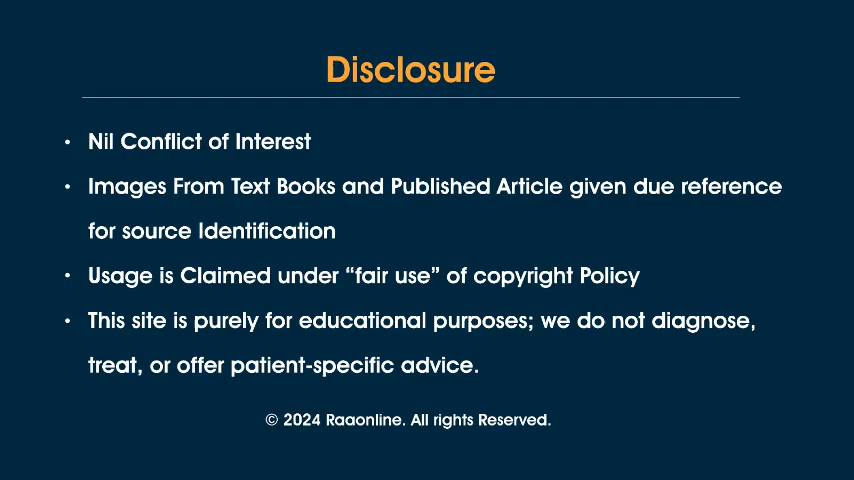 Disclosure
• Nil Conflict of Interest
• Images From Text Books and Published Article given due reference
for source Identification
• Usage is Claimed under “fair use” of copyright Policy
• This site is purely for educational purposes; we do not diagnose,
treat, or offer patient-specific advice.
© 2024 Raaonline. All rights Reserved.